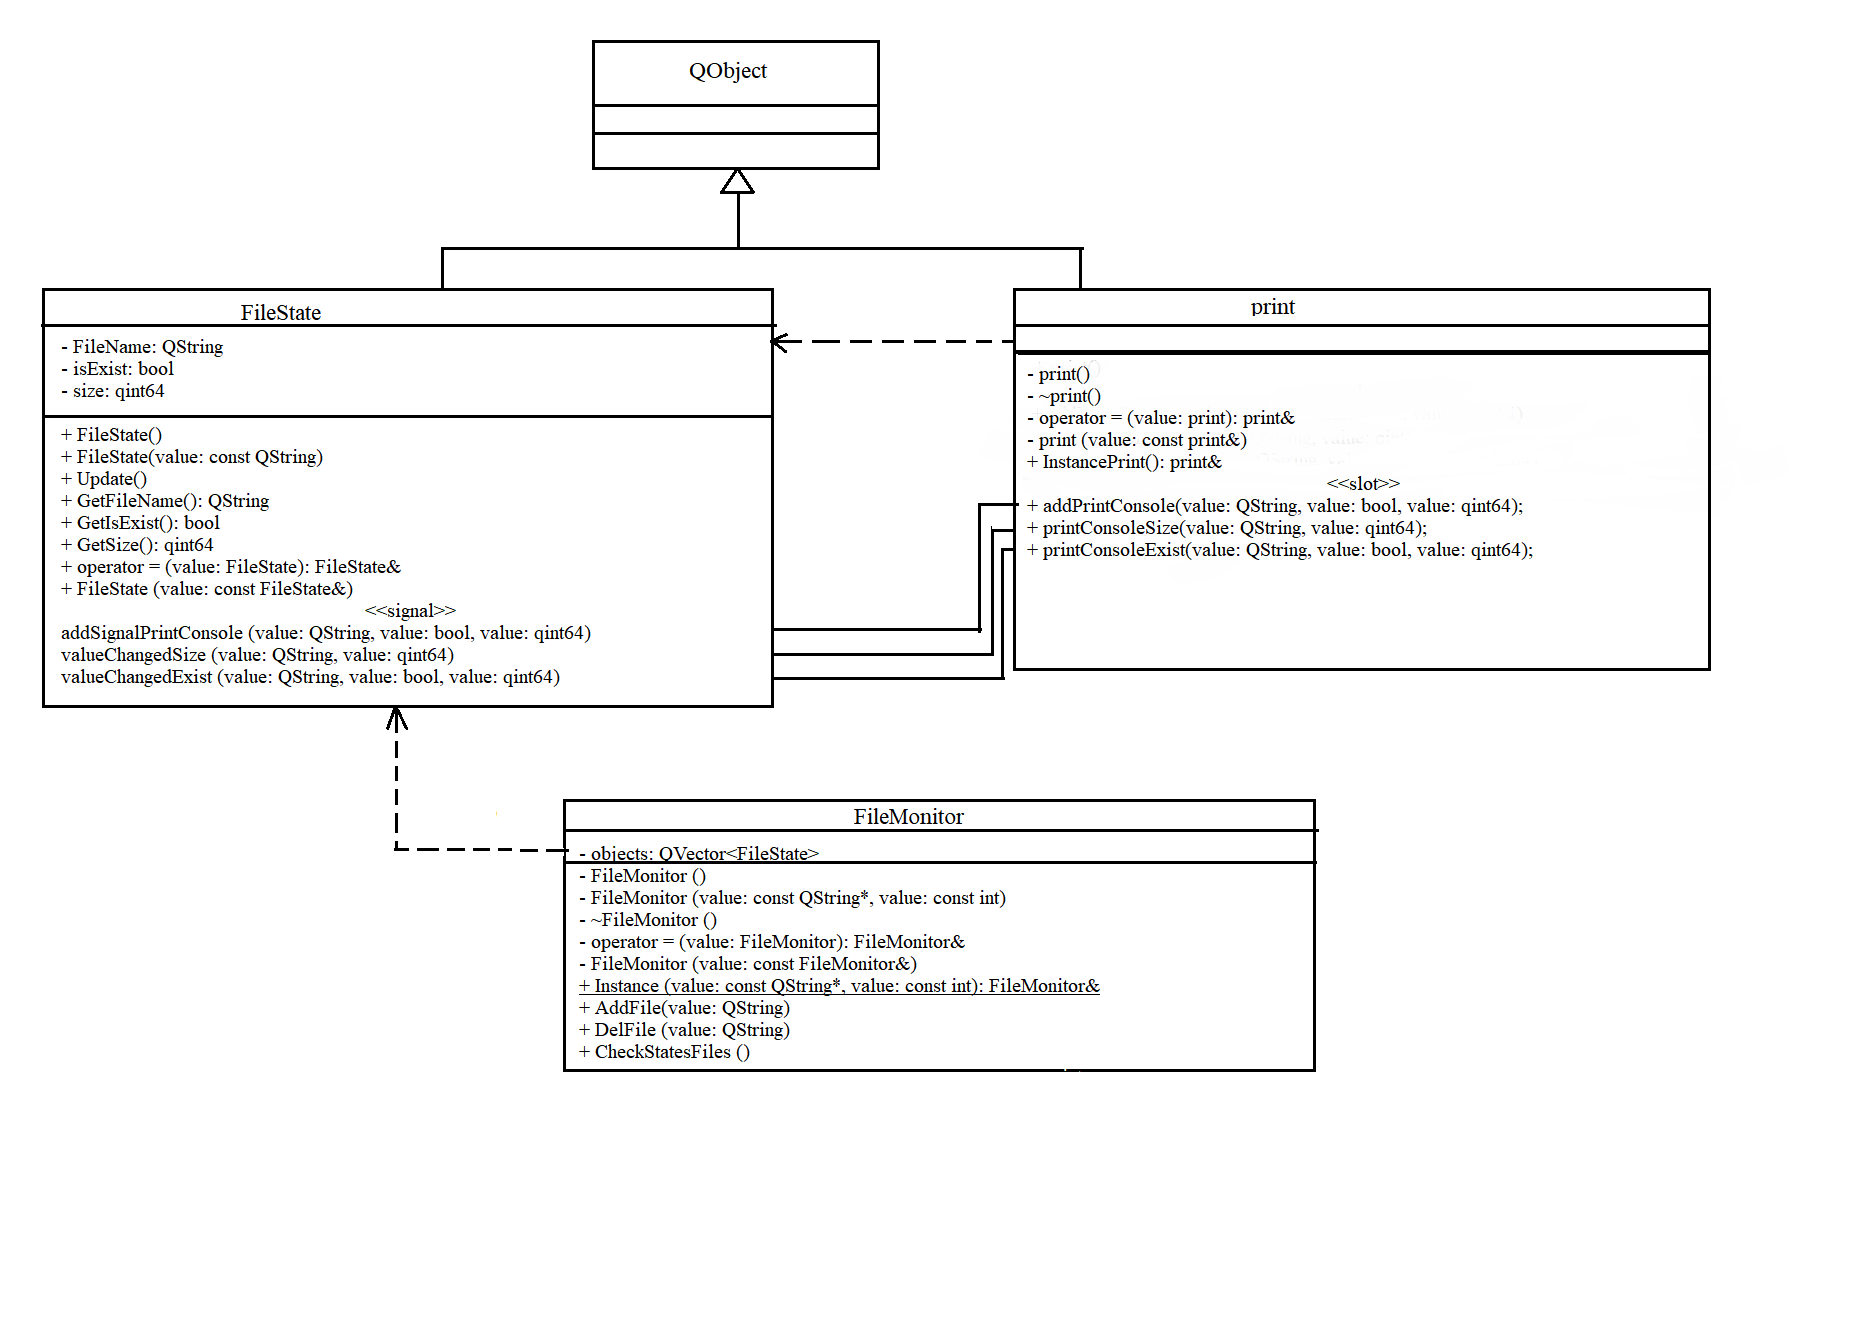 QObject
FileState
- FileName: QString
- isExist: bool
- size: qint64
+ FileState()
+ FileState(value: const QString)
+ Update()
+ GetFileName(): QString
+ GetIsExist(): bool
+ GetSize(): qint64
+ operator = (value: FileState): FileState&
+ FileState (value: const FileState&)
<<signal>>
addSignalPrintConsole (value: QString, value: bool, value: qint64)
valueChangedSize (value: QString, value: qint64)
valueChangedExist (value: QString, value: bool, value: qint64)
print
- print()
- ~print()
- operator = (value: print): print&
- print (value: const print&)
+ InstancePrint(): print&
<<slot>>
+ addPrintConsole(value: QString, value: bool, value: qint64);
+ printConsoleSize(value: QString, value: qint64);
+ printConsoleExist(value: QString, value: bool, value: qint64);
FileMonitor
- objects: QVector<FileState>
- FileMonitor ()
- FileMonitor (value: const QString*, value: const int)
- ~FileMonitor ()
- operator = (value: FileMonitor): FileMonitor&
- FileMonitor (value: const FileMonitor&)
+ Instance (value: const QString*, value: const int): FileMonitor&
+ AddFile(value: QString)
+ DelFile (value: QString)
+ CheckStatesFiles ()